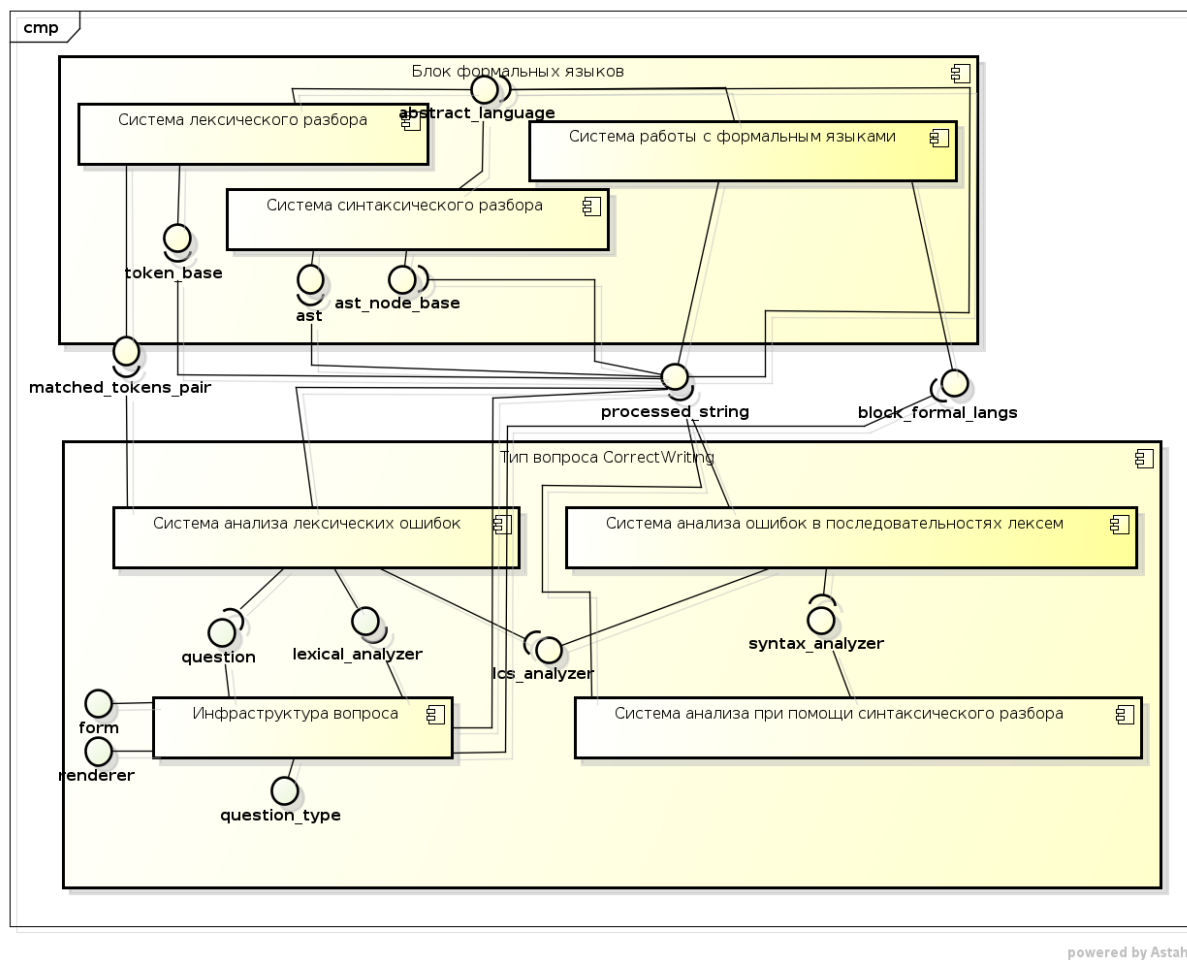 cmp
Блок формальных языков
abstract_language
Система лексического разбора
Система работы с формальным языками
Система синтаксического разбора
token_base
ast_node_base
ast
matched_tokens_pair
processed_string
block_formal_langs
Тип вопроса CorrectWriting
Система анализа лексических ошибок
Система анализа ошибок в последовательностях лексем
question
lexical_analyzer
lcs_analyzer
syntax_analyzer
form
Инфраструктура вопроса
Система анализа при помощи синтаксического разбора
renderer
question_type
powered by Astah